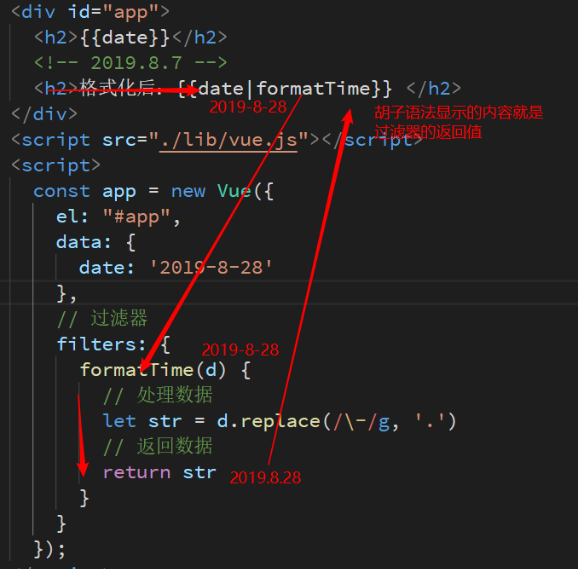 <div id="app">
<h2>{{date}}</h2>
<!-- 2019.8.7 -->
<h2>格式化后: {{date|formatTime}} </h2>
2019-8-28
胡子语法显示的内容就是
过滤器的返回值
</div>
<script src="./lib/vue.js"></script>
<script>
const app = new Vue({
el: "#app",
data: {
date: '2019-8-28'
},
// 过滤器
filters: {
2019-8-28
formatTime(d) {
// 处理数据
let str = d.replace(/\-/g, '.')
// 返回数据
return str
2019.8.28
}
}
});